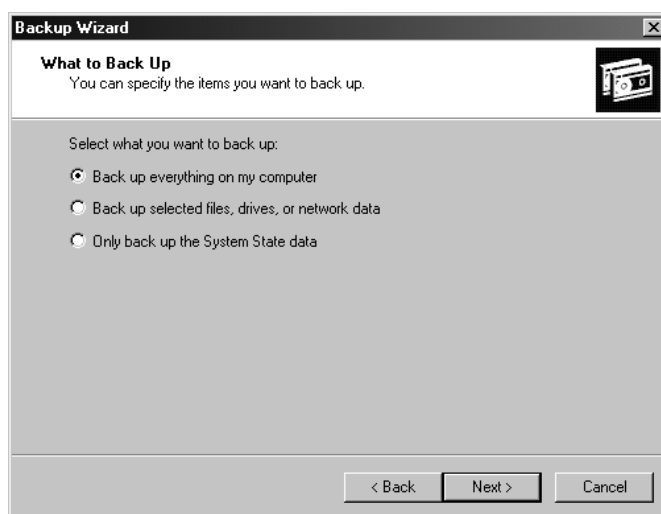 Backup Wizard
What to Back Up
You can specify the items you want to back up.
Select what you want to back up:
Back up everything on my computer
Back up selected files, drives, or network data
Only back up the System State data
< Back
Next >
Cancel